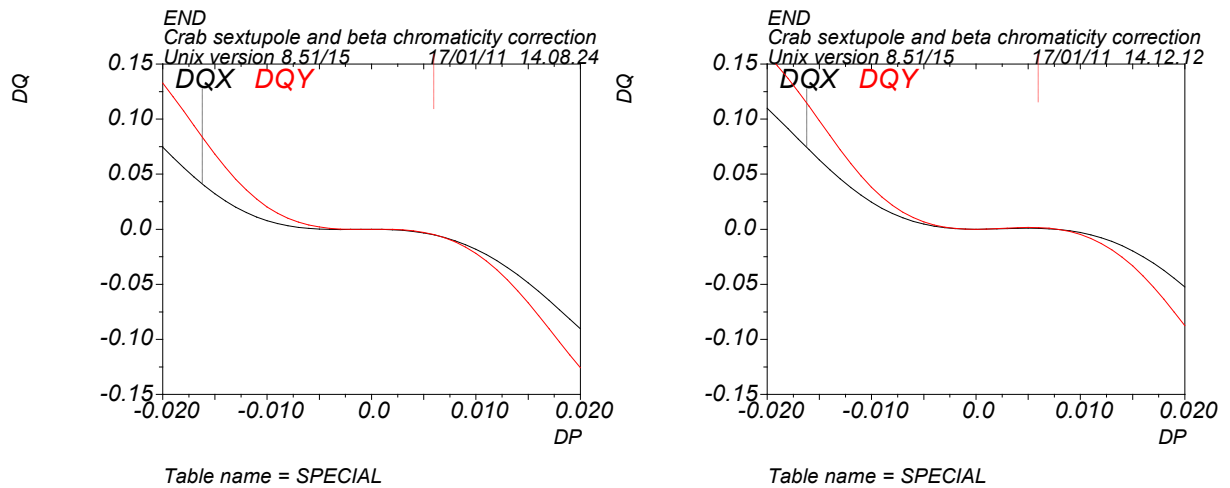 END
Crab sextupole and beta chromaticity correction
Unix version 8.51/15 17/01/11 14.08.24
DQ
DQX DQY
0.15
0.10
0.05
0.0
-0.05
-0.10
-0.15
-0.020 -0.010 0.0 0.010 0.020
DP
Table name = SPECIAL
END
Crab sextupole and beta chromaticity correction
Unix version 8.51/15 17/01/11 14.12.12
DQ
DQX DQY
0.15
0.10
0.05
0.0
-0.05
-0.10
-0.15
-0.020 -0.010 0.0 0.010 0.020
DP
Table name = SPECIAL